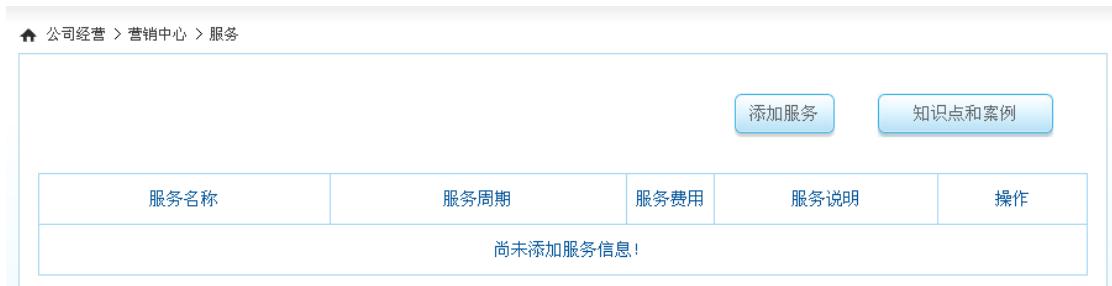 公司经营 > 营销中心 > 服务
添加服务 知识点和案例
服务名称 服务周期 服务费用 服务说明 操作
尚未添加服务信息!